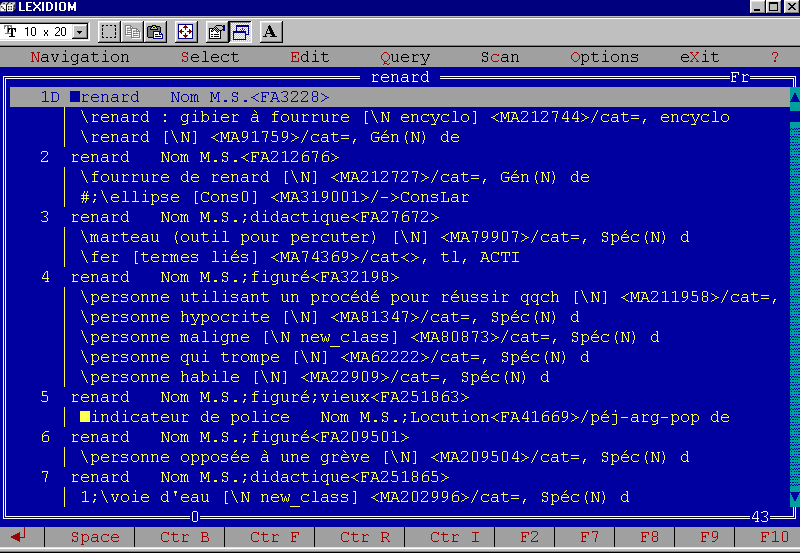 LEXIDIOM
10 x 20 A
Navigation Select Edit Query Scan Options eXit ?
renard Fr
1D renard Nom M.S.<FA3228>
\renard : gibier à fourrure [\N encyclo] <MA212744>/cat=, encyclo
\renard [\N] <MA91759>/cat=, Gén(N) de
2 renard Nom M.S.<FA212676>
\fourrure de renard [\N] <MA212727>/cat=, Gén(N) de
#;\ellipse [Cons0] <MA319001>/->ConsLar
3 renard Nom M.S.;didactique<FA27672>
\marteau (outil pour percuter) [\N] <MA79907>/cat=, Spéc(N) d
\fer [termes liés] <MA74369>/cat<>, tl, ACTI
4 renard Nom M.S.;figuré<FA32198>
\personne utilisant un procédé pour réussir qqch [\N] <MA211958>/cat=,
\personne hypocrite [\N] <MA81347>/cat=, Spéc(N) d
\personne maligne [\N new_class] <MA80873>/cat=, Spéc(N) d
\personne qui trompe [\N] <MA62222>/cat=, Spéc(N) d
\personne habile [\N] <MA22909>/cat=, Spéc(N) d
5 renard Nom M.S.;figuré;vieux<FA251863>
indicateur de police Nom M.S.;Locution<FA41669>/péj-arg-pop de
6 renard Nom M.S.;figuré<FA209501>
\personne opposée à une grève [\N] <MA209504>/cat=, Spéc(N) d
7 renard Nom M.S.;didactique<FA251865>
1;\voie d'eau [\N new_class] <MA202996>/cat=, Spéc(N) d
0 43
Space Ctr B Ctr F Ctr R Ctr I F2 F7 F8 F9 F10